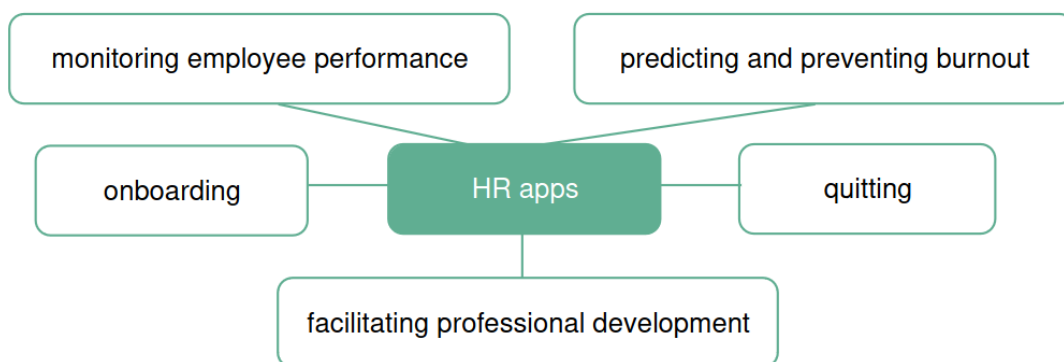 monitoring employee performance
predicting and preventing burnout
onboarding
HR apps
quitting
facilitating professional development